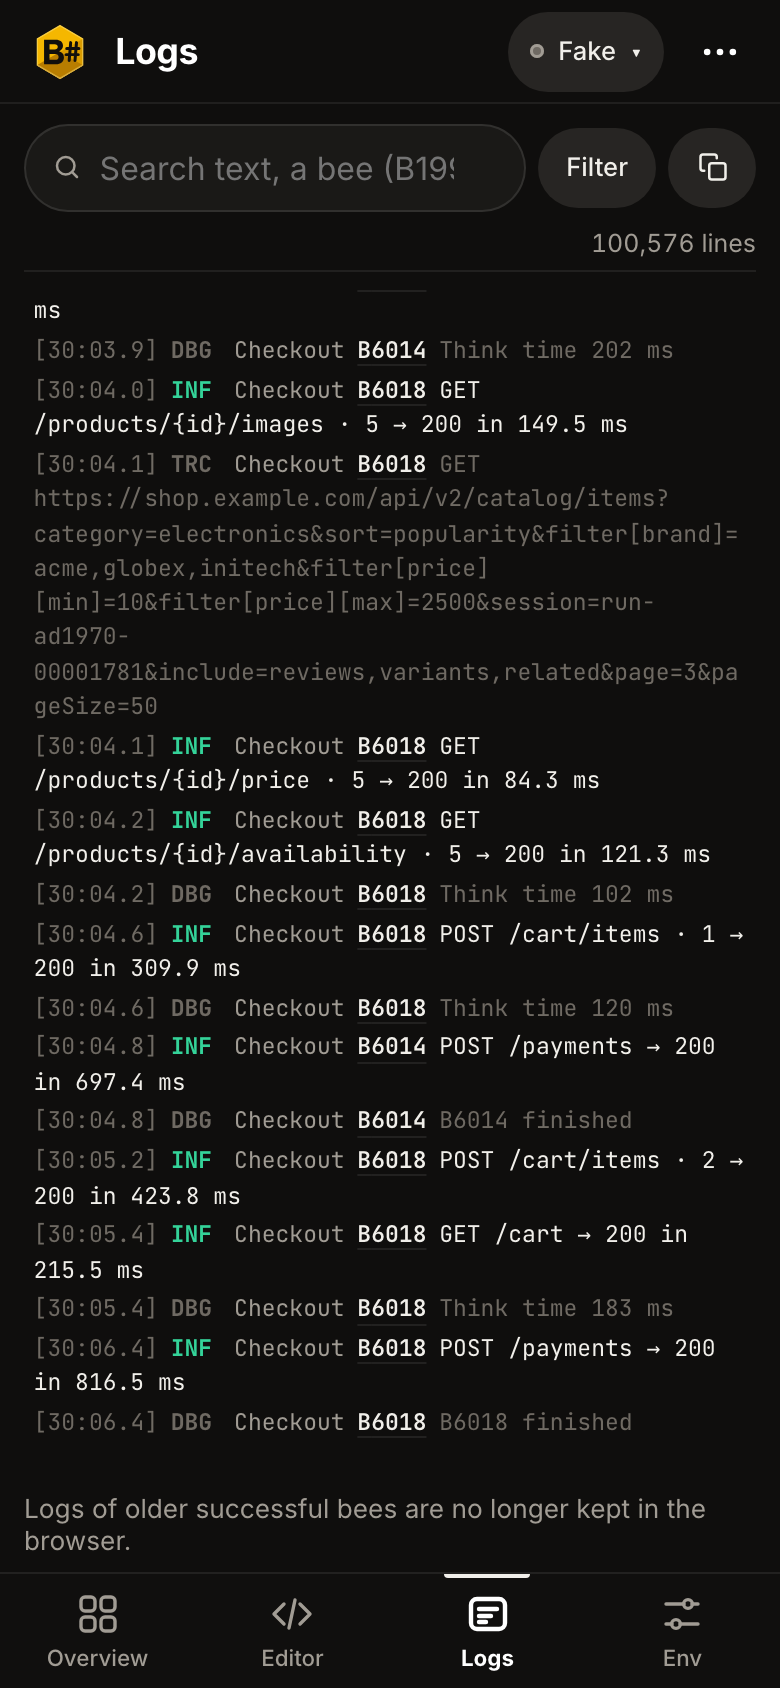 B#
Logs
Fake
Search text, a bee (B199
Filter
100,576 lines
ms
[30:03.9] DBG Checkout B6014 Think time 202 ms
[30:04.0] INF Checkout B6018 GET
/products/{id}/images · 5 → 200 in 149.5 ms
[30:04.1] TRC Checkout B6018 GET
https://shop.example.com/api/v2/catalog/items?
category=electronics&sort=popularity&filter[brand]=
acme,globex,initech&filter[price]
[min]=10&filter[price][max]=2500&session=run-
ad1970-
00001781&include=reviews,variants,related&page=3&pa
geSize=50
[30:04.1] INF Checkout B6018 GET
/products/{id}/price · 5 → 200 in 84.3 ms
[30:04.2] INF Checkout B6018 GET
/products/{id}/availability · 5 → 200 in 121.3 ms
[30:04.2] DBG Checkout B6018 Think time 102 ms
[30:04.6] INF Checkout B6018 POST /cart/items · 1 →
200 in 309.9 ms
[30:04.6] DBG Checkout B6018 Think time 120 ms
[30:04.8] INF Checkout B6014 POST /payments → 200
in 697.4 ms
[30:04.8] DBG Checkout B6014 B6014 finished
[30:05.2] INF Checkout B6018 POST /cart/items · 2 →
200 in 423.8 ms
[30:05.4] INF Checkout B6018 GET /cart → 200 in
215.5 ms
[30:05.4] DBG Checkout B6018 Think time 183 ms
[30:06.4] INF Checkout B6018 POST /payments → 200
in 816.5 ms
[30:06.4] DBG Checkout B6018 B6018 finished
Logs of older successful bees are no longer kept in the
browser.
Overview
Editor
Logs
Env